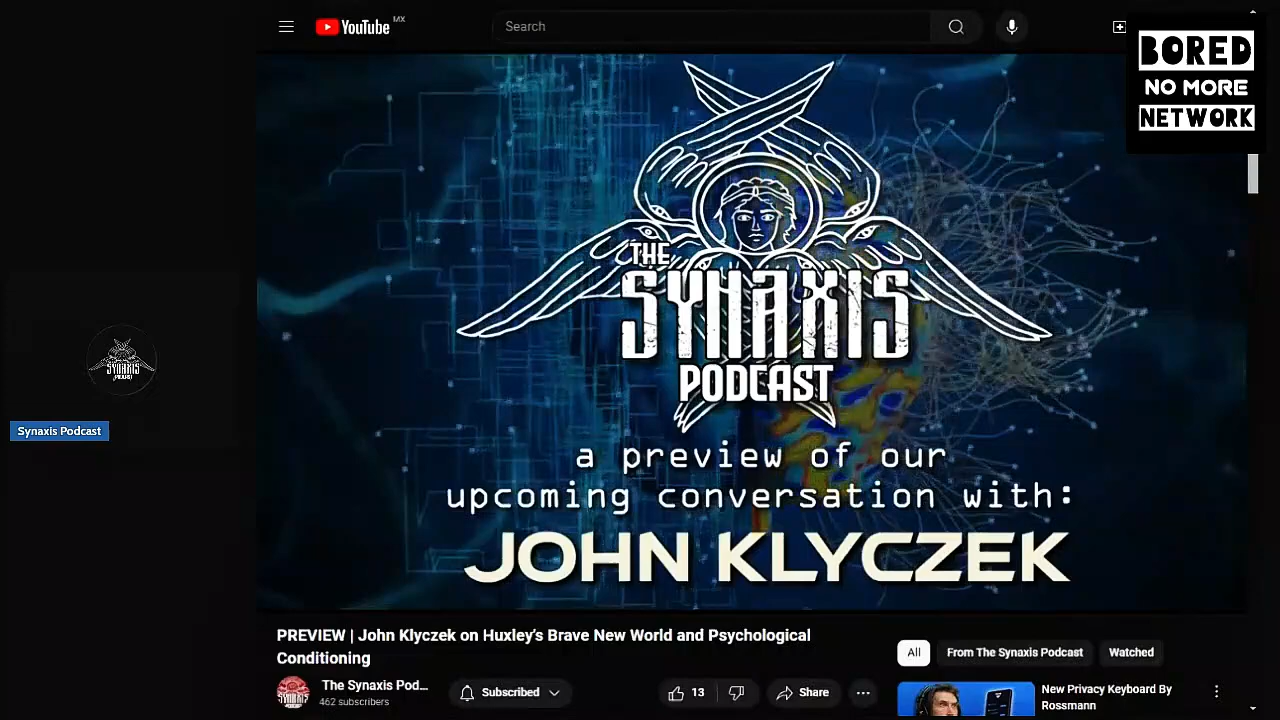 YouTube MX
Search
BORED
NO MORE
NETWORK
THE
SYNAXIS
PODCAST
a preview of our
upcoming conversation with:
JOHN KLYCZEK
SYNAXIS
PODCAST
Synaxis Podcast
PREVIEW | John Klyczek on Huxley's Brave New World and Psychological
Conditioning
The Synaxis Pod...
462 subscribers
Subscribed
13
Share
All
From The Synaxis Podcast
Watched
New Privacy Keyboard By
Rossmann